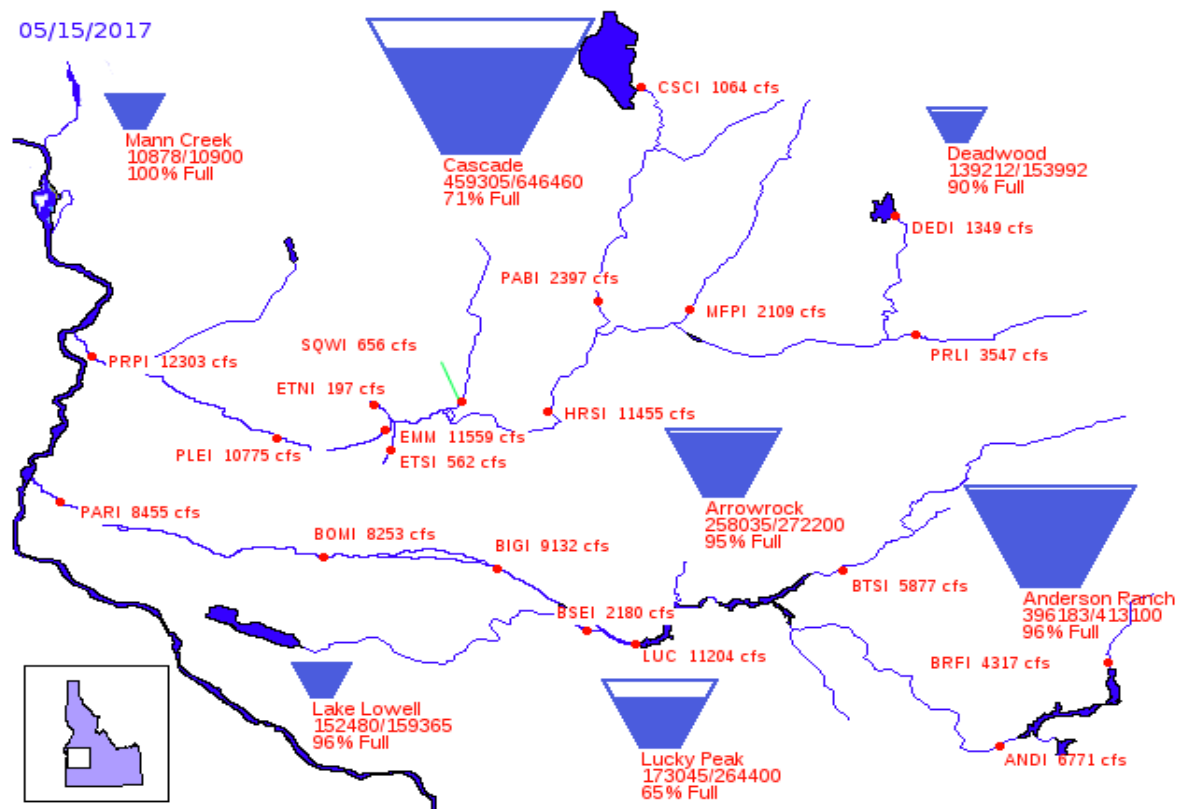 05/15/2017
CSCI 1064 cfs
Mann Creek
10878/10900
100% Full
Cascade
459305/646460
71% Full
Deadwood
139212/153992
90% Full
DEDI 1349 cfs
PABI 2397 cfs
MFPI 2109 cfs
SQWI 656 cfs
PRPI 12303 cfs
PRLI 3547 cfs
ETNI 197 cfs
HRSI 11455 cfs
EMM 11559 cfs
PLEI 10775 cfs
ETSI 562 cfs
Arrowrock
258035/272200
95% Full
PARI 8455 cfs
BOMI 8253 cfs
BIGI 9132 cfs
BTSI 5877 cfs
Anderson Ranch
396183/413100
96% Full
BSEI 2180 cfs
LUC 11204 cfs
BRFI 4317 cfs
Lake Lowell
152480/159365
96% Full
Lucky Peak
173045/264400
65% Full
ANDI 6771 cfs